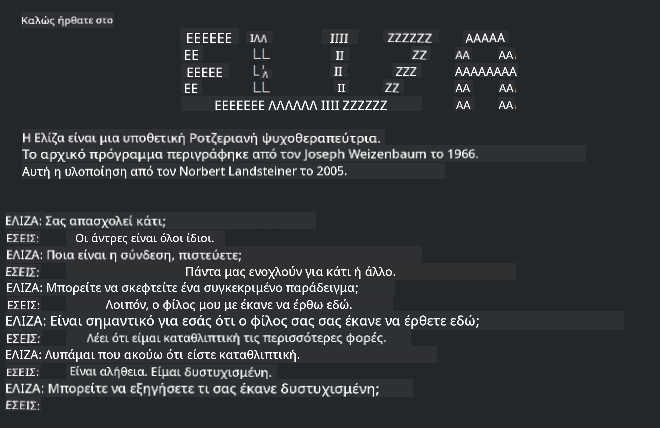 Καλώς ήρθατε στο
EEEEEE IΛΛ IIII ZZZZZZ AAAAA
EE LL II ZZ AA AA
EEEEE LL II ZZZ AAAAAAAA
EE LL II ZZ AA AA
EEEEEEE ΛΛΛΛΛΛ IIII ZZZZZZ AA AA
Η Ελίζα είναι μια υποθετική Ροτζεριανή ψυχοθεραπεύτρια.
Το αρχικό πρόγραμμα περιγράφηκε από τον Joseph Weizenbaum το 1966.
Αυτή η υλοποίηση από τον Norbert Landsteiner το 2005.
ΕΛΙΖΑ: Σας απασχολεί κάτι;
ΕΣΕΙΣ: Οι άντρες είναι όλοι ίδιοι.
ΕΛΙΖΑ: Ποια είναι η σύνδεση, πιστεύετε;
ΕΣΕΙΣ: Πάντα μας ενοχλούν για κάτι ή άλλο.
ΕΛΙΖΑ: Μπορείτε να σκεφτείτε ένα συγκεκριμένο παράδειγμα;
ΕΣΕΙΣ: Λοιπόν, ο φίλος μου με έκανε να έρθω εδώ.
ΕΛΙΖΑ: Είναι σημαντικό για εσάς ότι ο φίλος σας σας έκανε να έρθετε εδώ;
ΕΣΕΙΣ: Λέει ότι είμαι καταθλιπτική τις περισσότερες φορές.
ΕΛΙΖΑ: Λυπάμαι που ακούω ότι είστε καταθλιπτική.
ΕΣΕΙΣ: Είναι αλήθεια. Είμαι δυστυχισμένη.
ΕΛΙΖΑ: Μπορείτε να εξηγήσετε τι σας έκανε δυστυχισμένη;
ΕΣΕΙΣ: